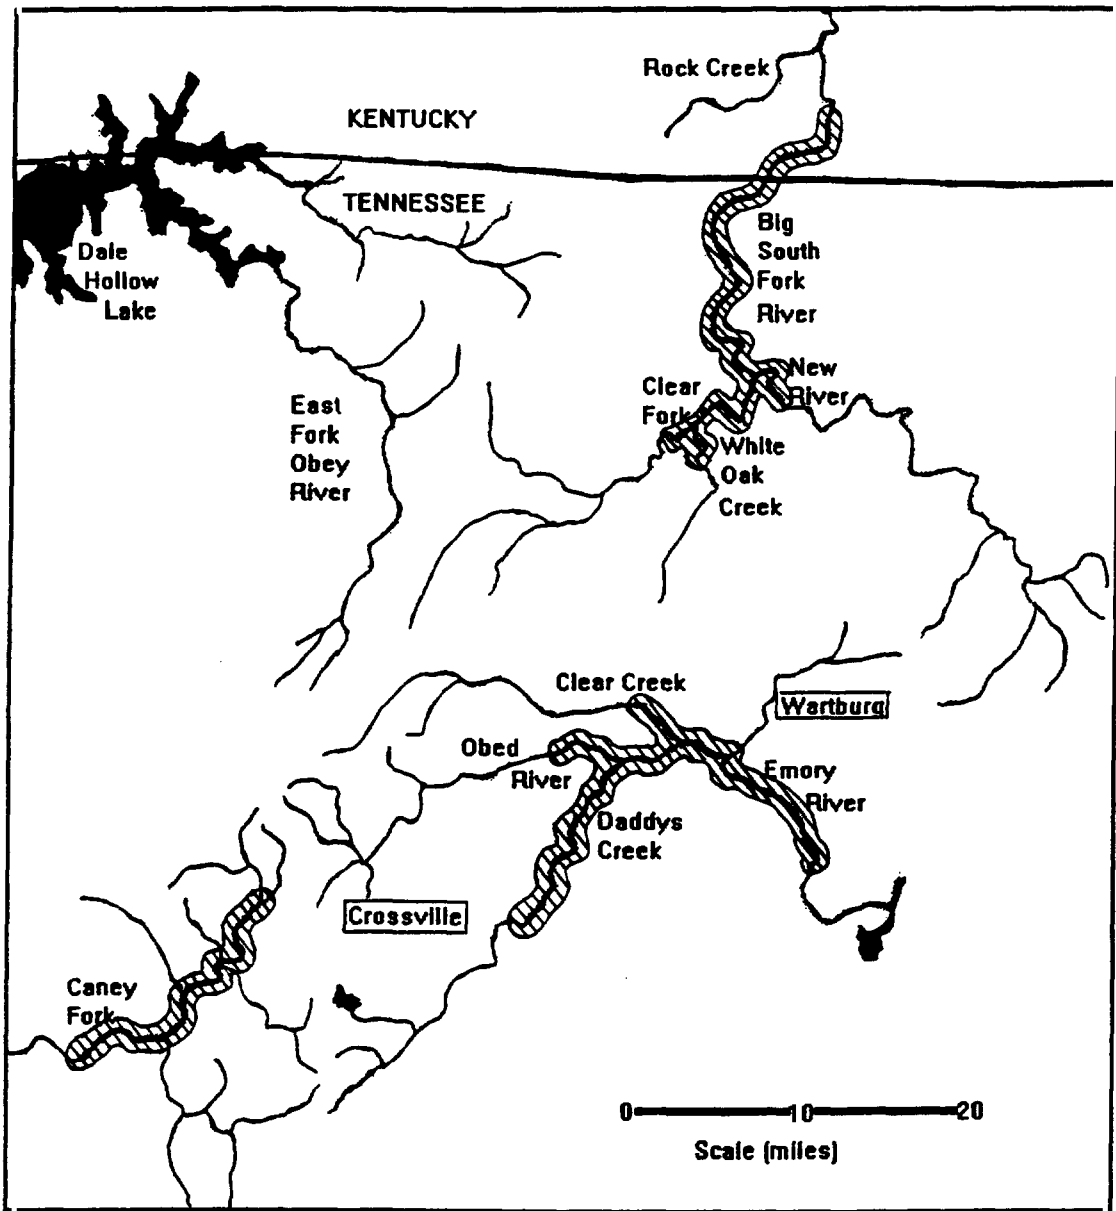 Rock Creek
KENTUCKY
TENNESSEE
Big
South
Fork
River
Dale
Hollow
Lake
New
River
Clear
Fork
East
Fork
Obey
River
White
Oak
Creek
Clear Creek
Wartburg
Obed
River
Emory
River
Daddys
Creek
Crossville
Caney
Fork
0 10 20
Scale (miles)